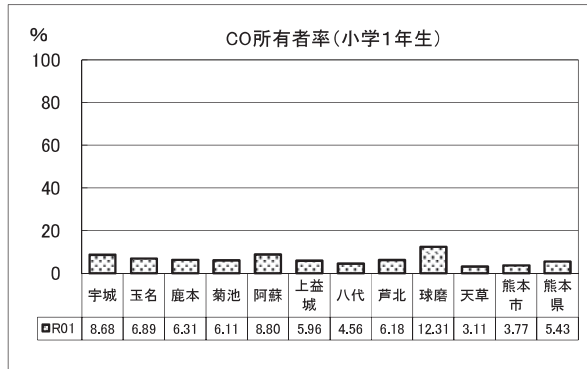 %
CO所有者率(小学1年生)
100
80
60
40
20
0
宇城 玉名 鹿本 菊池 阿蘇 上益城 八代 芦北 球磨 天草 熊本市 熊本県
R01 8.68 6.89 6.31 6.11 8.80 5.96 4.56 6.18 12.31 3.11 3.77 5.43